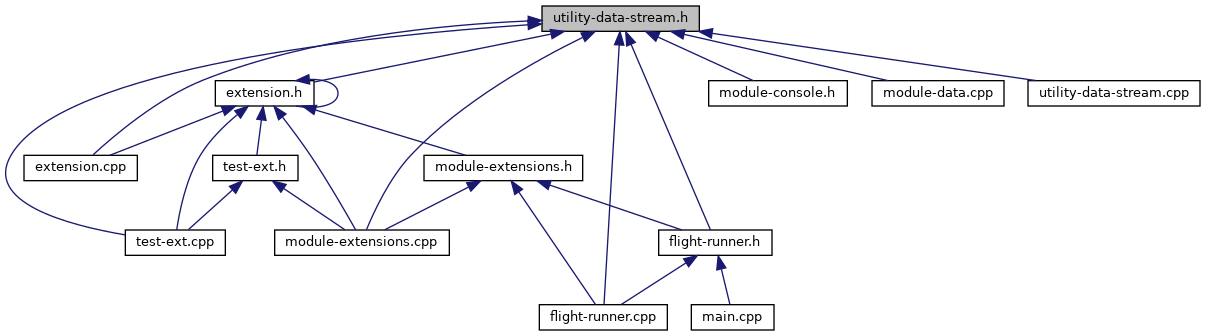 utility-data-stream.h
extension.h
module-console.h
module-data.cpp
utility-data-stream.cpp
extension.cpp
test-ext.h
module-extensions.h
test-ext.cpp
module-extensions.cpp
flight-runner.h
flight-runner.cpp
main.cpp